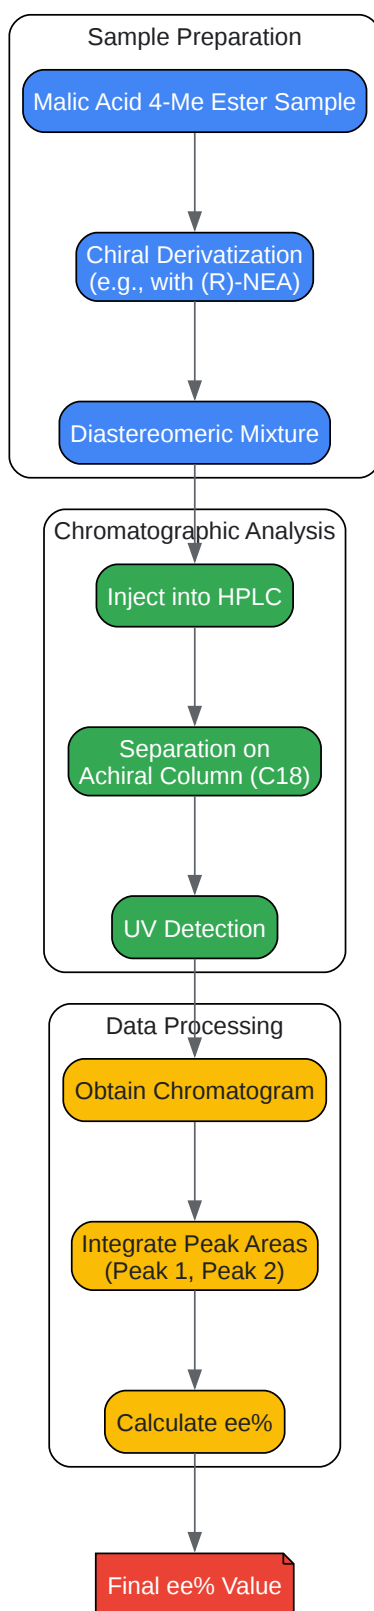 Sample Preparation
Malic Acid 4-Me Ester Sample
Chiral Derivatization
(e.g., with (R)-NEA)
Diastereomeric Mixture
Chromatographic Analysis
Inject into HPLC
Separation on
Achiral Column (C18)
UV Detection
Data Processing
Obtain Chromatogram
Integrate Peak Areas
(Peak 1, Peak 2)
Calculate ee%
Final ee% Value